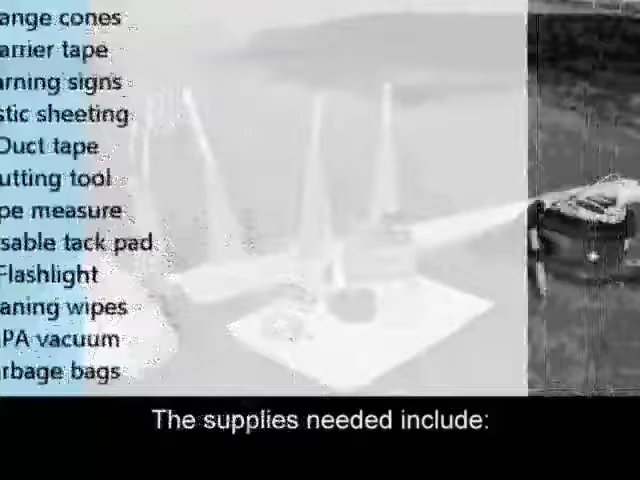 ange cones
arrier tape
arning signs
stic sheeting
Duct tape
utting tool
pe measure
sable tack pad
Flashlight
aning wipes
PA vacuum
rbage bags
The supplies needed include: